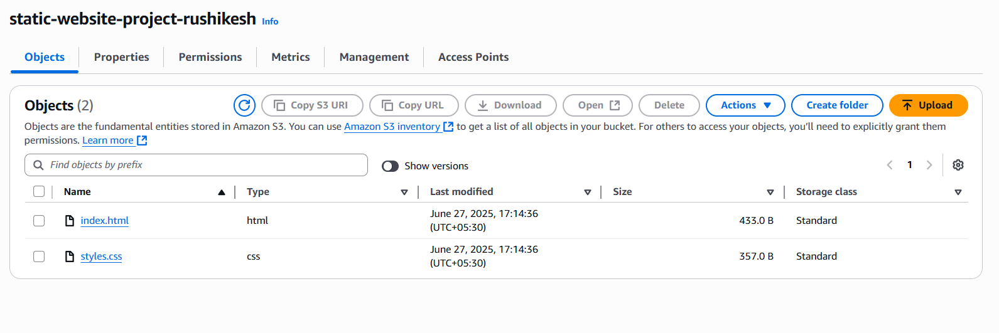 static-website-project-rushikesh Info
Objects Properties Permissions Metrics Management Access Points
Objects (2) Copy S3 URI Copy URL Download Open Delete Actions Create folder Upload
Objects are the fundamental entities stored in Amazon S3. You can use Amazon S3 inventory to get a list of all objects in your bucket. For others to access your objects, you’ll need to explicitly grant them
permissions. Learn more
Find objects by prefix Show versions 1
Name Type Last modified Size Storage class
index.html html June 27, 2025, 17:14:36 (UTC+05:30) 433.0 B Standard
styles.css css June 27, 2025, 17:14:36 (UTC+05:30) 357.0 B Standard